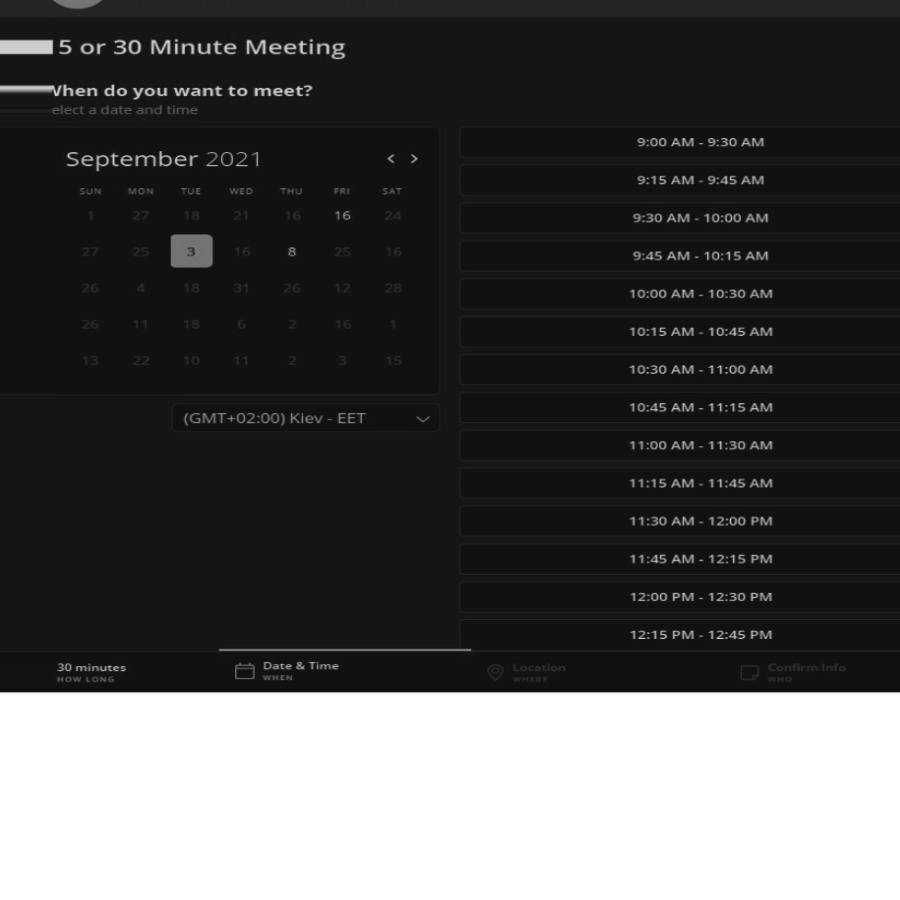 5 or 30 Minute Meeting
When do you want to meet?
elect a date and time
September 2021
< >
SUN MON TUE WED THU FRI SAT
1 27 18 21 16 16 24
27 25 3 16 8 25 16
26 4 18 31 26 12 28
26 11 18 6 2 16 1
13 22 10 11 2 3 15
(GMT+02:00) Kiev - EET
9:00 AM - 9:30 AM
9:15 AM - 9:45 AM
9:30 AM - 10:00 AM
9:45 AM - 10:15 AM
10:00 AM - 10:30 AM
10:15 AM - 10:45 AM
10:30 AM - 11:00 AM
10:45 AM - 11:15 AM
11:00 AM - 11:30 AM
11:15 AM - 11:45 AM
11:30 AM - 12:00 PM
11:45 AM - 12:15 PM
12:00 PM - 12:30 PM
12:15 PM - 12:45 PM
30 minutes
HOW LONG
Date & Time
WHEN
Location
WHERE
Confirm Info
WHO